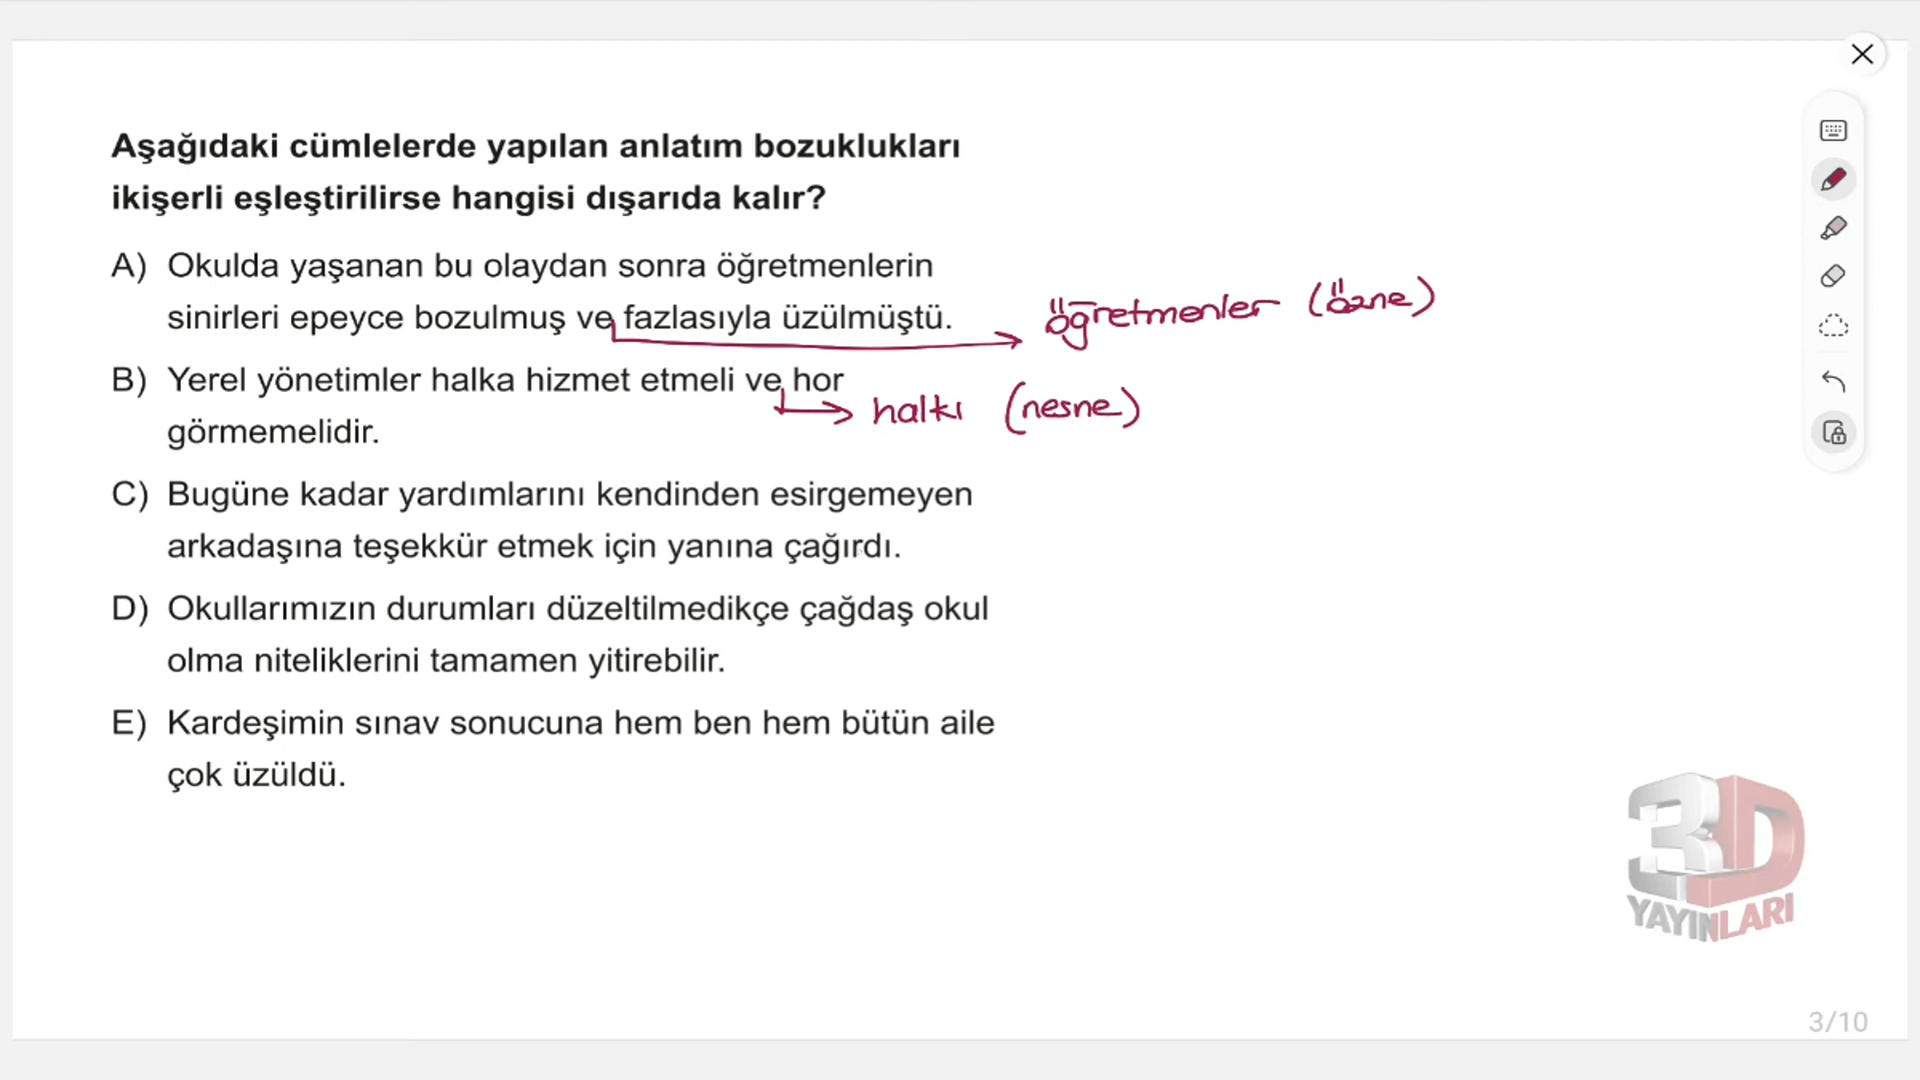 Aşağıdaki cümlelerde yapılan anlatım bozuklukları
ikişerli eşleştirilirse hangisi dışarıda kalır?
A) Okulda yaşanan bu olaydan sonra öğretmenlerin
sinirleri epeyce bozulmuş ve fazlasıyla üzülmüştü.
öğretmenler (özne)
B) Yerel yönetimler halka hizmet etmeli ve hor
görmemelidir.
halkı (nesne)
C) Bugüne kadar yardımlarını kendinden esirgemeyen
arkadaşına teşekkür etmek için yanına çağırdı.
D) Okullarımızın durumları düzeltilmedikçe çağdaş okul
olma niteliklerini tamamen yitirebilir.
E) Kardeşimin sınav sonucuna hem ben hem bütün aile
çok üzüldü.
3D
YAYINLARI
3/10